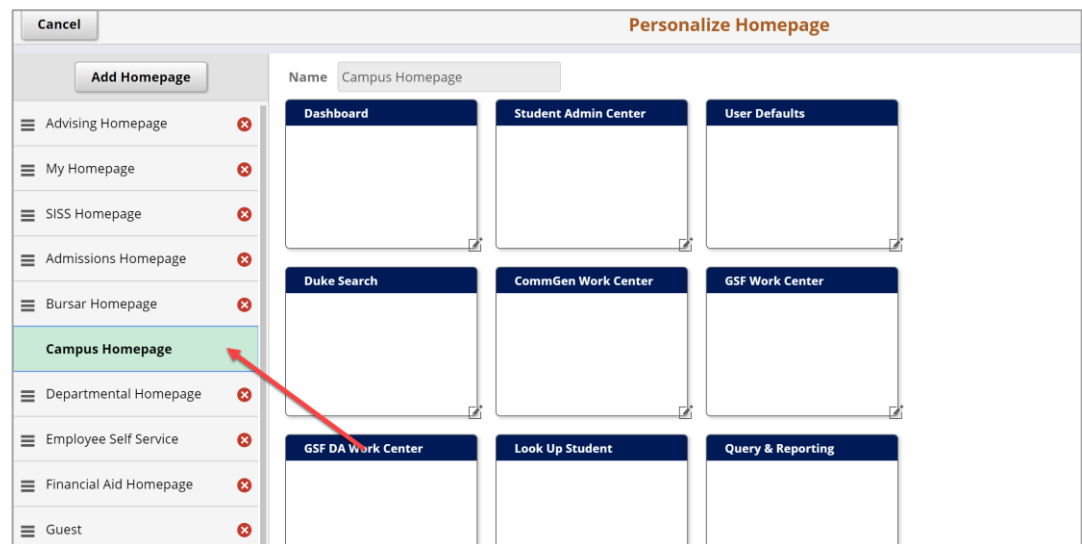 Cancel
Personalize Homepage
Add Homepage
Name Campus Homepage
Advising Homepage
My Homepage
SISS Homepage
Admissions Homepage
Bursar Homepage
Campus Homepage
Departmental Homepage
Employee Self Service
Financial Aid Homepage
Guest
Dashboard
Student Admin Center
User Defaults
Duke Search
CommGen Work Center
GSF Work Center
GSF DA Work Center
Look Up Student
Query & Reporting